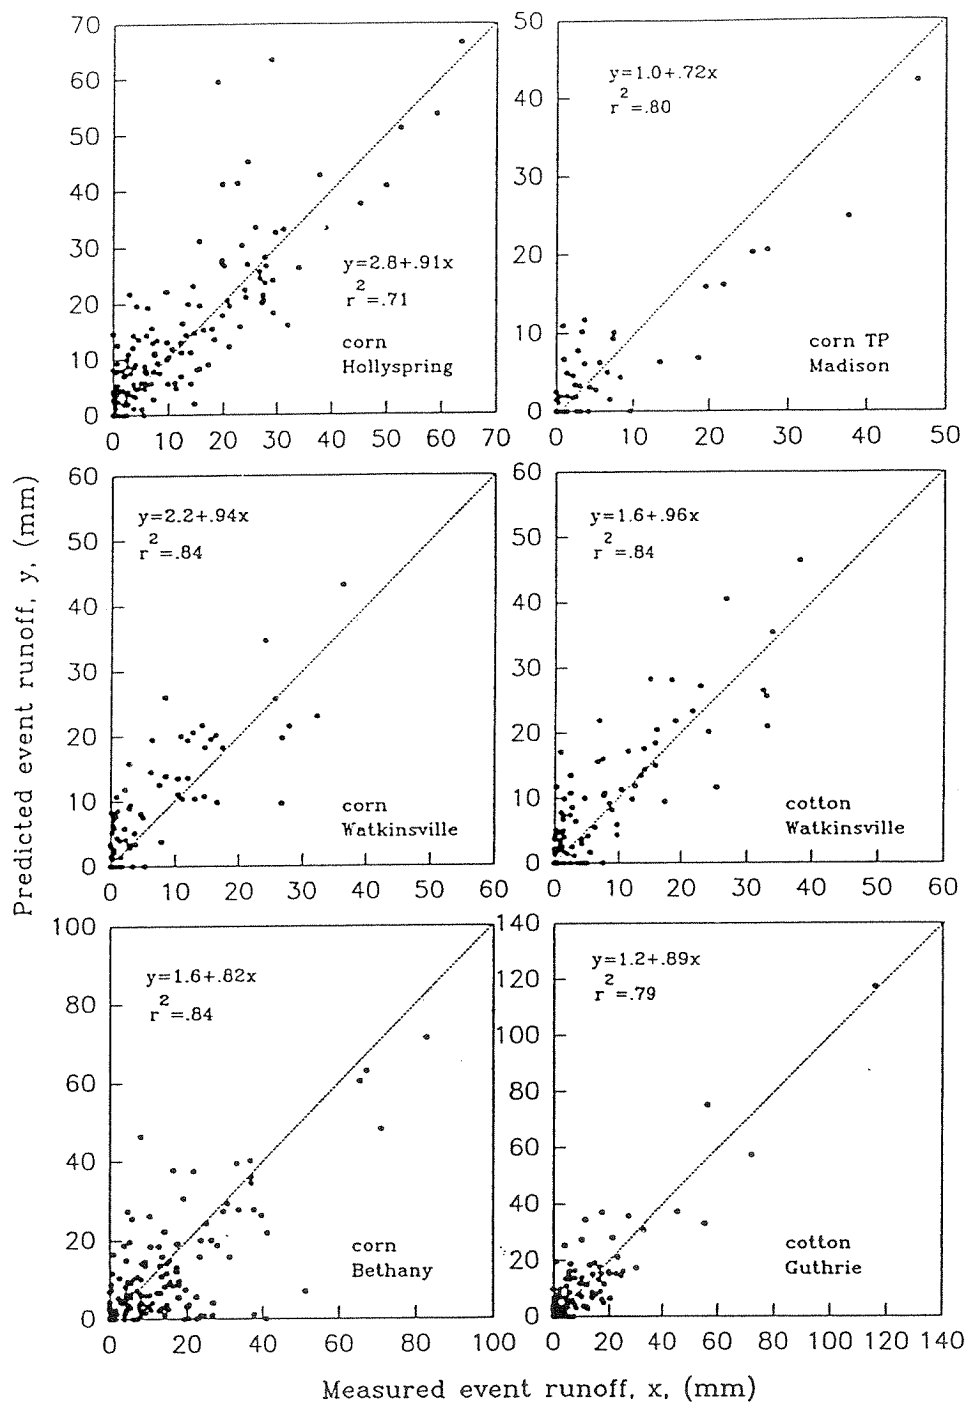 70
60
50
40
30
20
10
0
y=2.8+.91x
r²=.71
corn
Hollyspring
0 10 20 30 40 50 60 70
50
40
30
20
10
0
y=1.0+.72x
r²=.80
corn TP
Madison
0 10 20 30 40 50
Predicted event runoff, y, (mm)
60
50
40
30
20
10
0
y=2.2+.94x
r²=.84
corn
Watkinsville
0 10 20 30 40 50 60
60
50
40
30
20
10
0
y=1.6+.96x
r²=.84
cotton
Watkinsville
0 10 20 30 40 50 60
100
80
60
40
20
0
y=1.6+.82x
r²=.84
corn
Bethany
0 20 40 60 80 100
140
120
100
80
60
40
20
0
y=1.2+.89x
r²=.79
cotton
Guthrie
0 20 40 60 80 100 120 140
Measured event runoff, x, (mm)